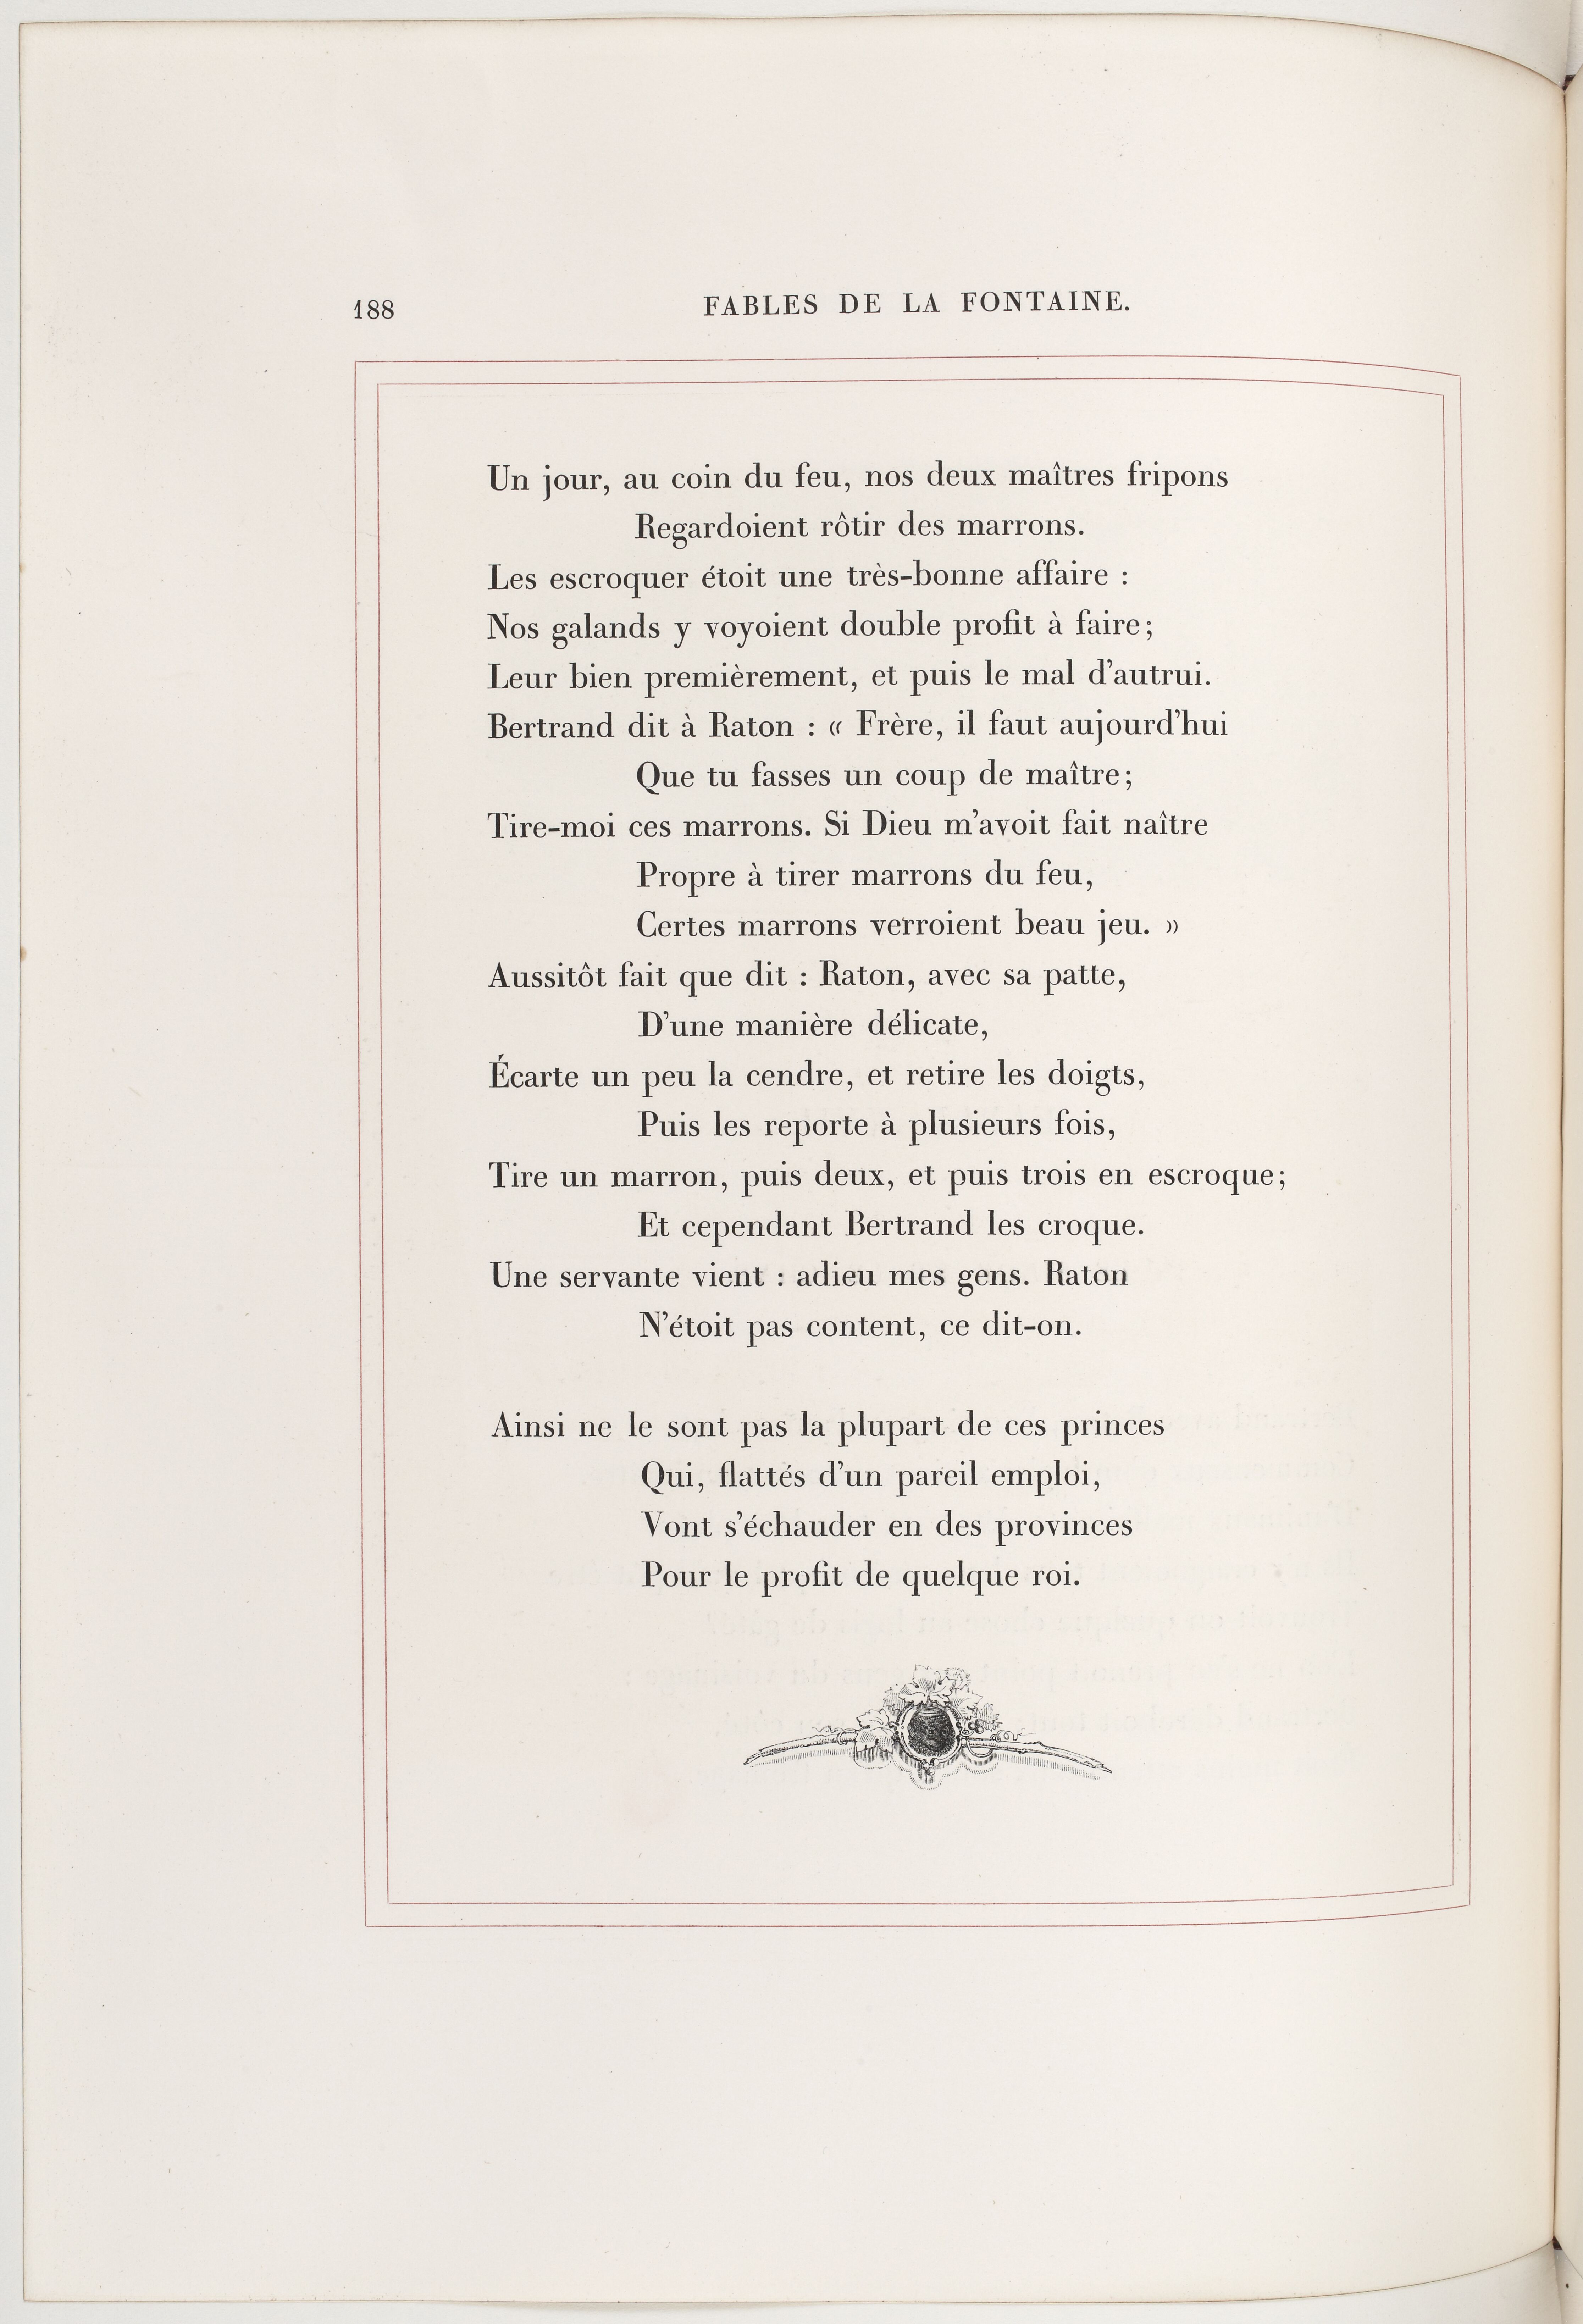 188
FABLES DE LA FONTAINE.
Un jour, au coin du feu, nos deux maîtres fripons
Regardoient rôtir des marrons.
Les escroquer étoit une très-bonne affaire :
Nos galands y voyoient double profit à faire;
Leur bien premièrement, et puis le mal d'autrui.
Bertrand dit à Raton : « Frère, il faut aujourd'hui
Que tu fasses un coup de maître;
Tire-moi ces marrons. Si Dieu m'avoit fait naître
Propre à tirer marrons du feu,
Certes marrons verroient beau jeu. »
Aussitôt fait que dit : Raton, avec sa patte,
D'une manière délicate,
Écarte un peu la cendre, et retire les doigts,
Puis les reporte à plusieurs fois,
Tire un marron, puis deux, et puis trois en escroque;
Et cependant Bertrand les croque.
Une servante vient : adieu mes gens. Raton
N'étoit pas content, ce dit-on.
Ainsi ne le sont pas la plupart de ces princes
Qui, flattés d'un pareil emploi,
Vont s'échauder en des provinces
Pour le profit de quelque roi.